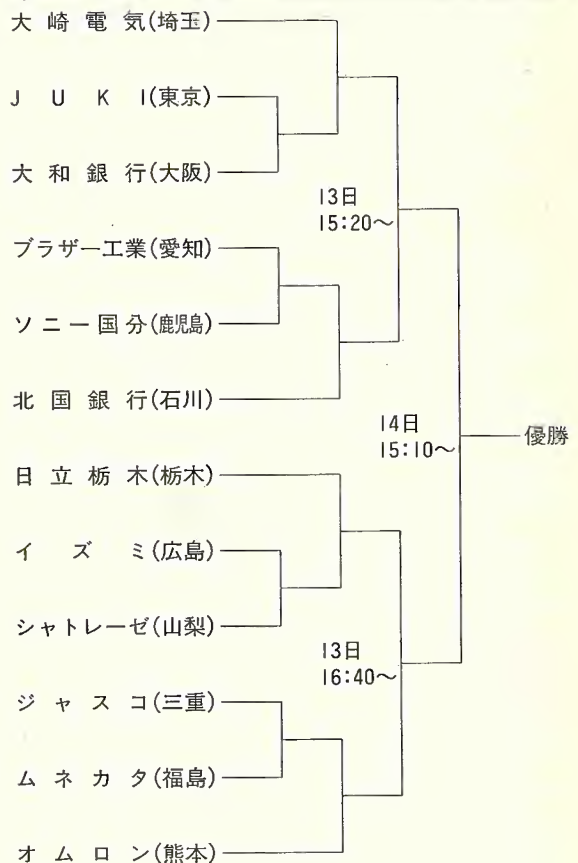 大崎電気(埼玉)
JUKI(東京)
大和銀行(大阪)
13日
15:20〜
ブラザー工業(愛知)
ソニー国分(鹿児島)
北国銀行(石川)
14日
15:10〜
優勝
日立栃木(栃木)
イズミ(広島)
シャトレーゼ(山梨)
13日
16:40〜
ジャスコ(三重)
ムネカタ(福島)
オムロン(熊本)